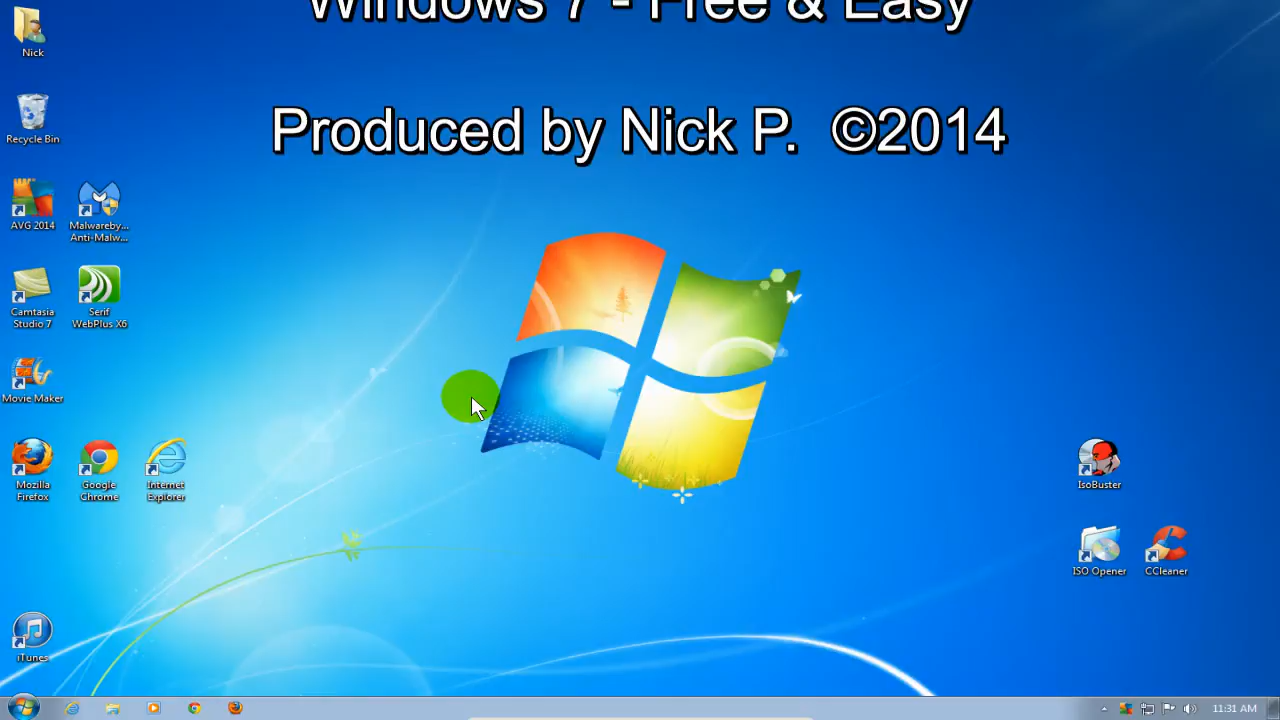 Windows 7 - Free & Easy
Produced by Nick P. ©2014
Nick
Recycle Bin
AVG 2014
Malwareby...
Anti-Malw...
Camtasia
Studio 7
Serif
WebPlus X6
Movie Maker
Mozilla
Firefox
Google
Chrome
Internet
Explorer
IsoBuster
ISO Opener
CCleaner
iTunes
11:31 AM